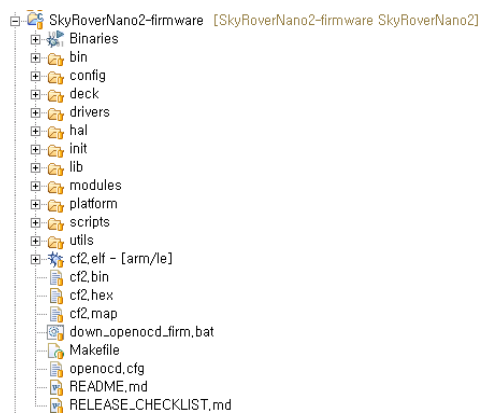 SkyRoverNano2-firmware [SkyRoverNano2-firmware SkyRoverNano2]
Binaries
bin
config
deck
drivers
hal
init
lib
modules
platform
scripts
utils
cf2.elf - [arm/le]
cf2.bin
cf2.hex
cf2.map
down_openocd_firm.bat
Makefile
openocd.cfg
README.md
RELEASE_CHECKLIST.md